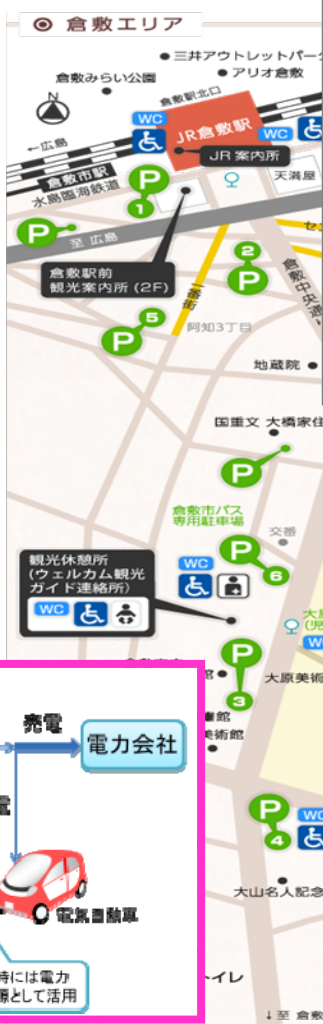 ◎ 倉敷エリア
三井アウトレットパーク
アリオ倉敷
倉敷みらい公園
N
倉敷駅北口
WC
JR倉敷駅
WC
JR 案内所
←広島
倉敷市駅
水島臨海鉄道
天満屋
P
1
P
至 広島
セン
倉敷駅前
観光案内所 (2F)
2
P
倉敷中央通
一番街
5
P
阿知3丁目
地蔵院
国重文 大橋家住
P
倉敷市バス
専用駐車場
交番
P
6
観光休憩所
(ウェルカム観光
ガイド連絡所)
WC
WC
P
3
大原美術
館
美術館
売電
電力会社
電気自動車
時には電力
源として活用
P
4
WC
大山名人記念
イレ
↓至 倉敷